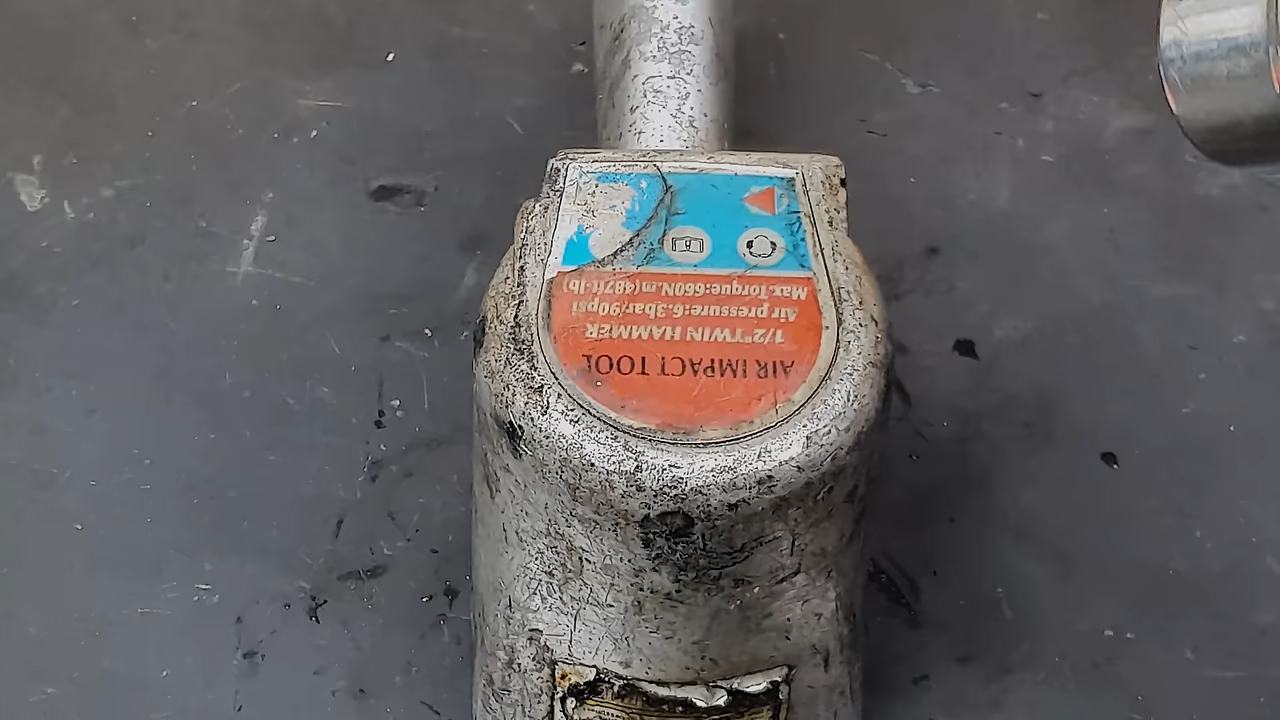 AIR IMPACT TOOL
1/2"TWIN HAMMER
Air pressure:6.3bar/90psi
Max.Torque:660N.m(487ft-lb)